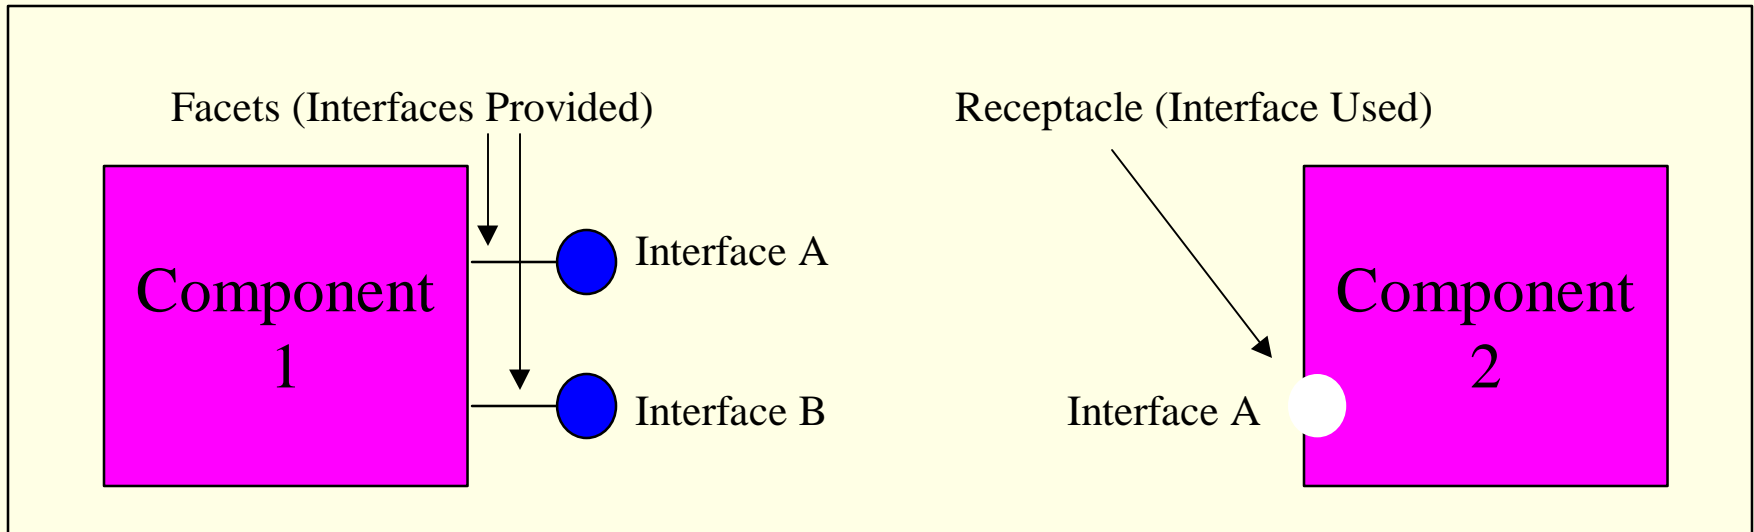 Facets (Interfaces Provided)
Receptacle (Interface Used)
Component
1
Interface A
Interface B
Interface A
Component
2